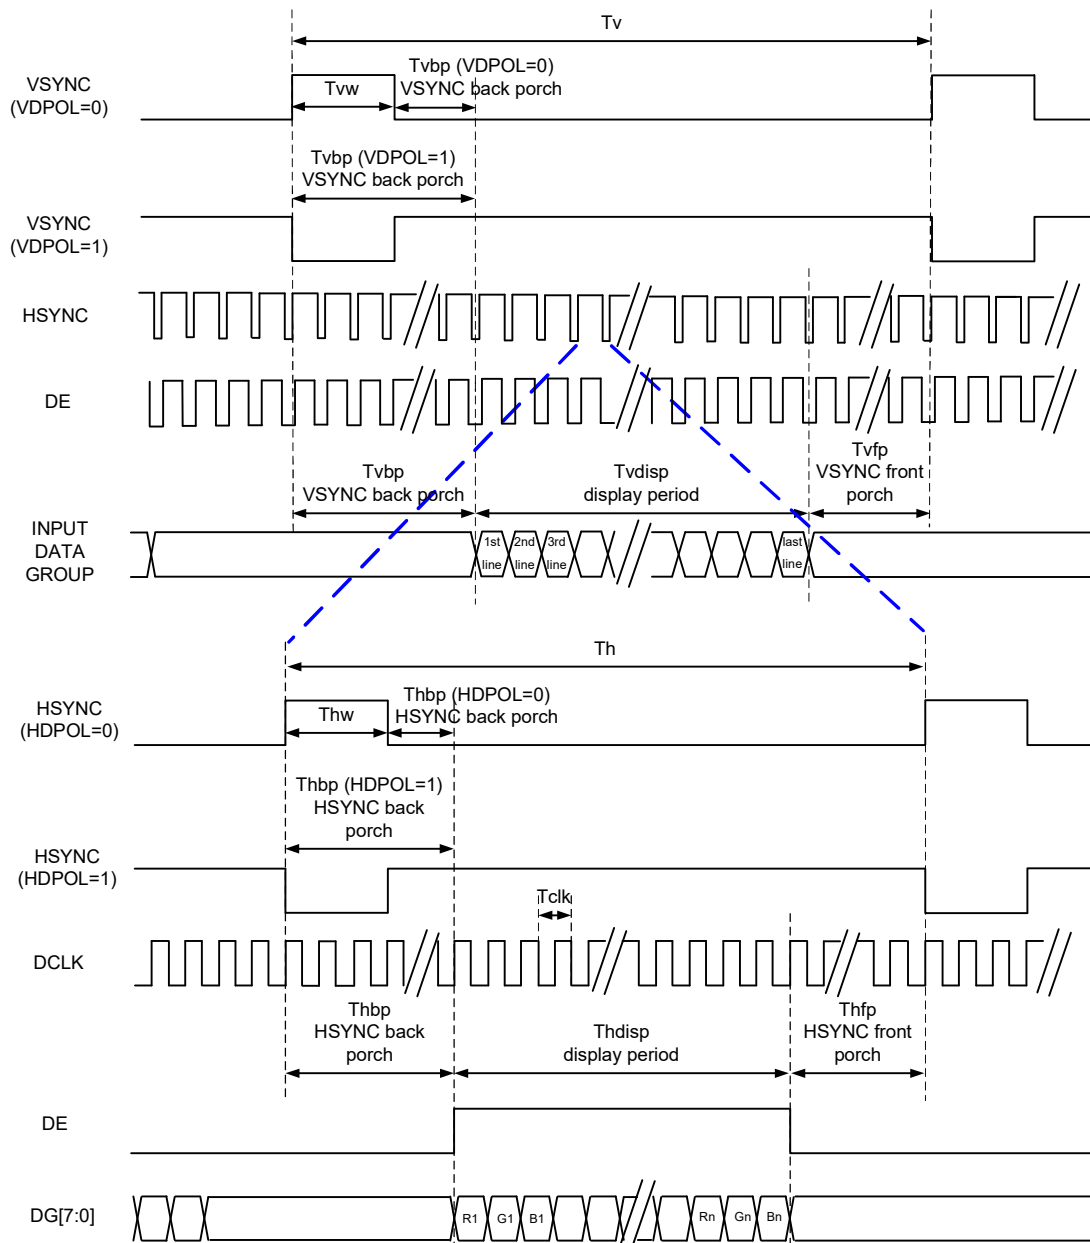 Tv
VSYNC
(VDPOL=0)
Tvw
Tvbp (VDPOL=0)
VSYNC back porch
Tvbp (VDPOL=1)
VSYNC back porch
VSYNC
(VDPOL=1)
HSYNC
DE
Tvbp
VSYNC back porch
Tvdisp
display period
Tvfp
VSYNC front
porch
INPUT
DATA
GROUP
1st
line
2nd
line
3rd
line
last
line
Th
HSYNC
(HDPOL=0)
Thw
Thbp (HDPOL=0)
HSYNC back porch
Thbp (HDPOL=1)
HSYNC back
porch
HSYNC
(HDPOL=1)
Tclk
DCLK
Thbp
HSYNC back
porch
Thdisp
display period
Thfp
HSYNC front
porch
DE
DG[7:0]
R1
G1
B1
Rn
Gn
Bn